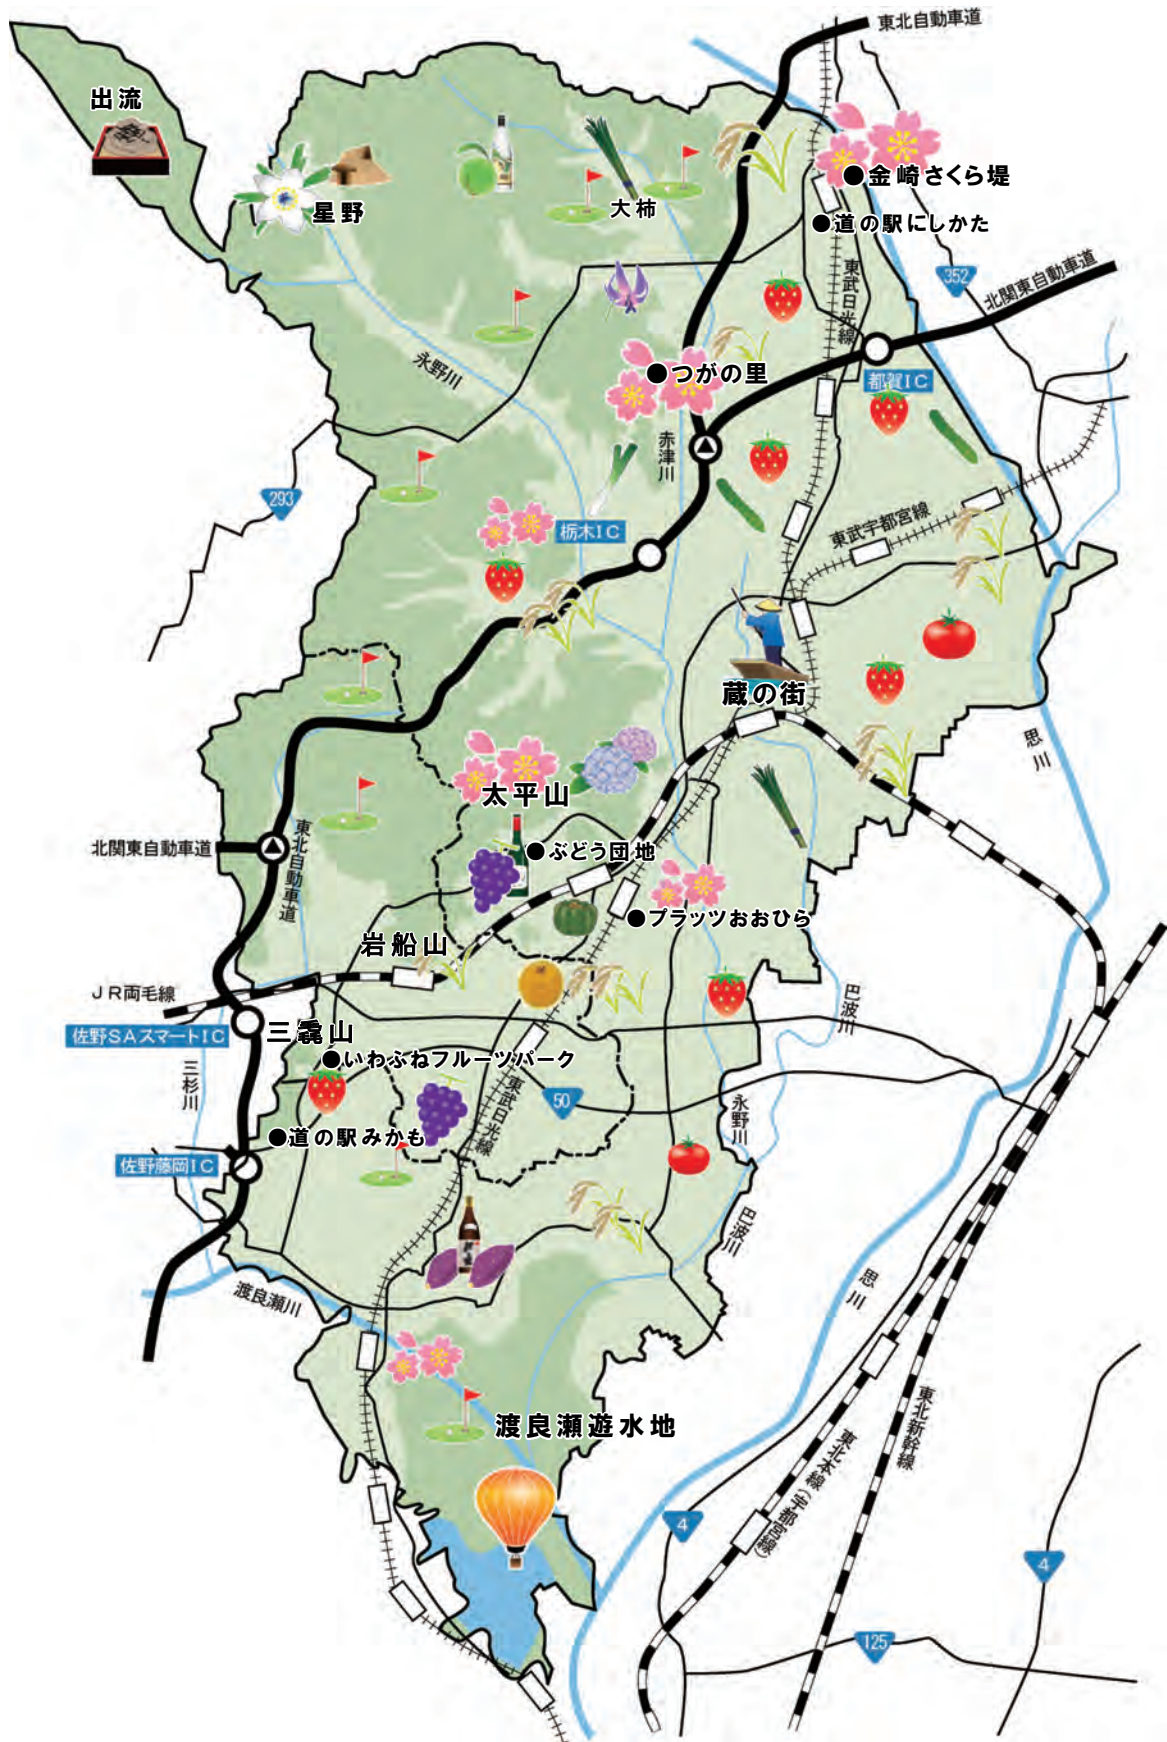 東北自動車道
出流
金崎さくら堤
星野
大柿
道の駅にしかた
東武日光線
352
北関東自動車道
永野川
つがの里
都賀IC
赤津川
293
栃木IC
東武宇都宮線
蔵の街
思川
太平山
北関東自動車道
東北自動車道
ぶどう団地
プラッツおおひら
岩船山
JR両毛線
巴波川
佐野SAスマートIC
三毳山
いわふねフルーツパーク
三杉川
東武日光線
50
永野川
道の駅みかも
佐野藤岡IC
巴波川
思川
渡良瀬川
渡良瀬遊水地
東北新幹線
東北本線(宇都宮線)
4
4
125